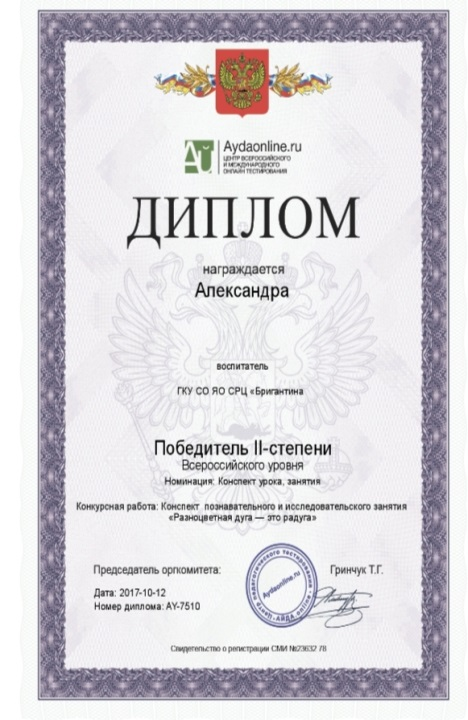 Aydaonline.ru
ЦЕНТР ВСЕРОССИЙСКОГО
И МЕЖДУНАРОДНОГО
ОНЛАЙН ТЕСТИРОВАНИЯ
ДИПЛОМ
награждается
Александра
воспитатель
ГКУ СО ЯО СРЦ «Бригантина
Победитель II-степени
Всероссийского уровня
Номинация: Конспект урока, занятия
Конкурсная работа: Конспект познавательного и исследовательского занятия
«Разноцветная дуга — это радуга»
Председатель оргкомитета:
Гринчук Т.Г.
Aydaonline.ru
Дата: 2017-10-12
Номер диплома: AY-7510
Свидетельство о регистрации СМИ №23632 78